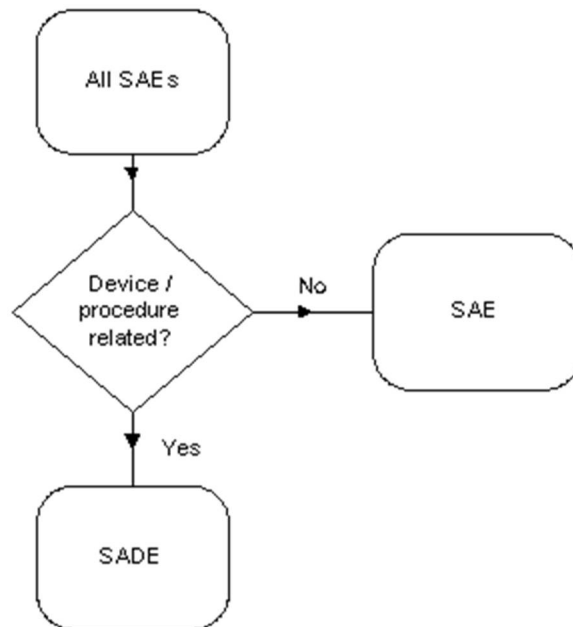 All SAEs
Device /
procedure
related?
No
SAE
Yes
SADE